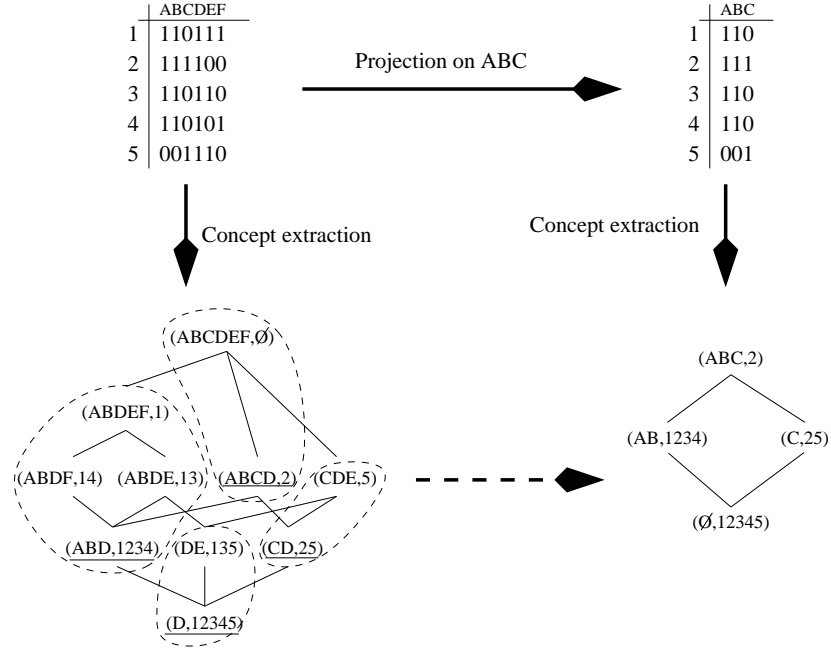 ABCDEF
1 110111
2 111100
3 110110
4 110101
5 001110
Projection on ABC
ABC
1 110
2 111
3 110
4 110
5 001
Concept extraction
Concept extraction
(ABCDEF,Ø)
(ABDEF,1)
(ABDF,14) (ABDE,13) (ABCD,2) (CDE,5)
(ABD,1234) (DE,135) (CD,25)
(D,12345)
(ABC,2)
(AB,1234) (C,25)
(Ø,12345)